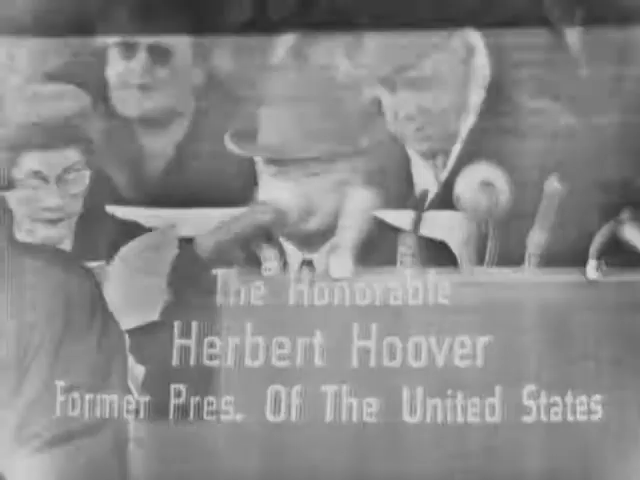 The Honorable
Herbert Hoover
Former Pres. Of The United States